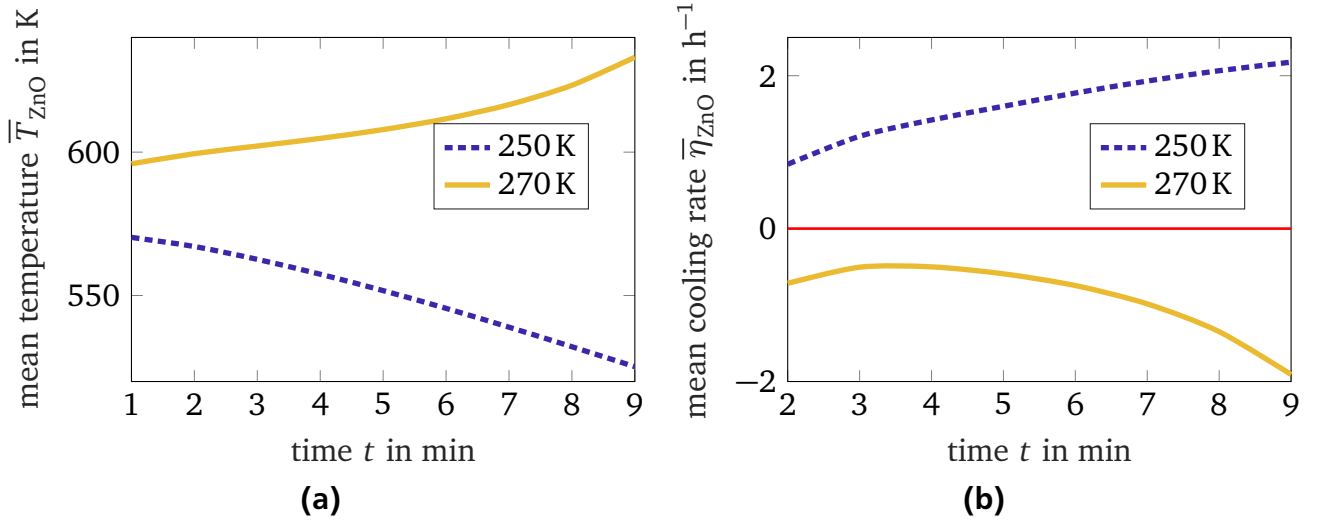 mean temperature T̅ZnO in K
600
550
250 K
270 K
1 2 3 4 5 6 7 8 9
time t in min
(a)
mean cooling rate η̅ZnO in h⁻¹
2
0
−2
250 K
270 K
2 3 4 5 6 7 8 9
time t in min
(b)